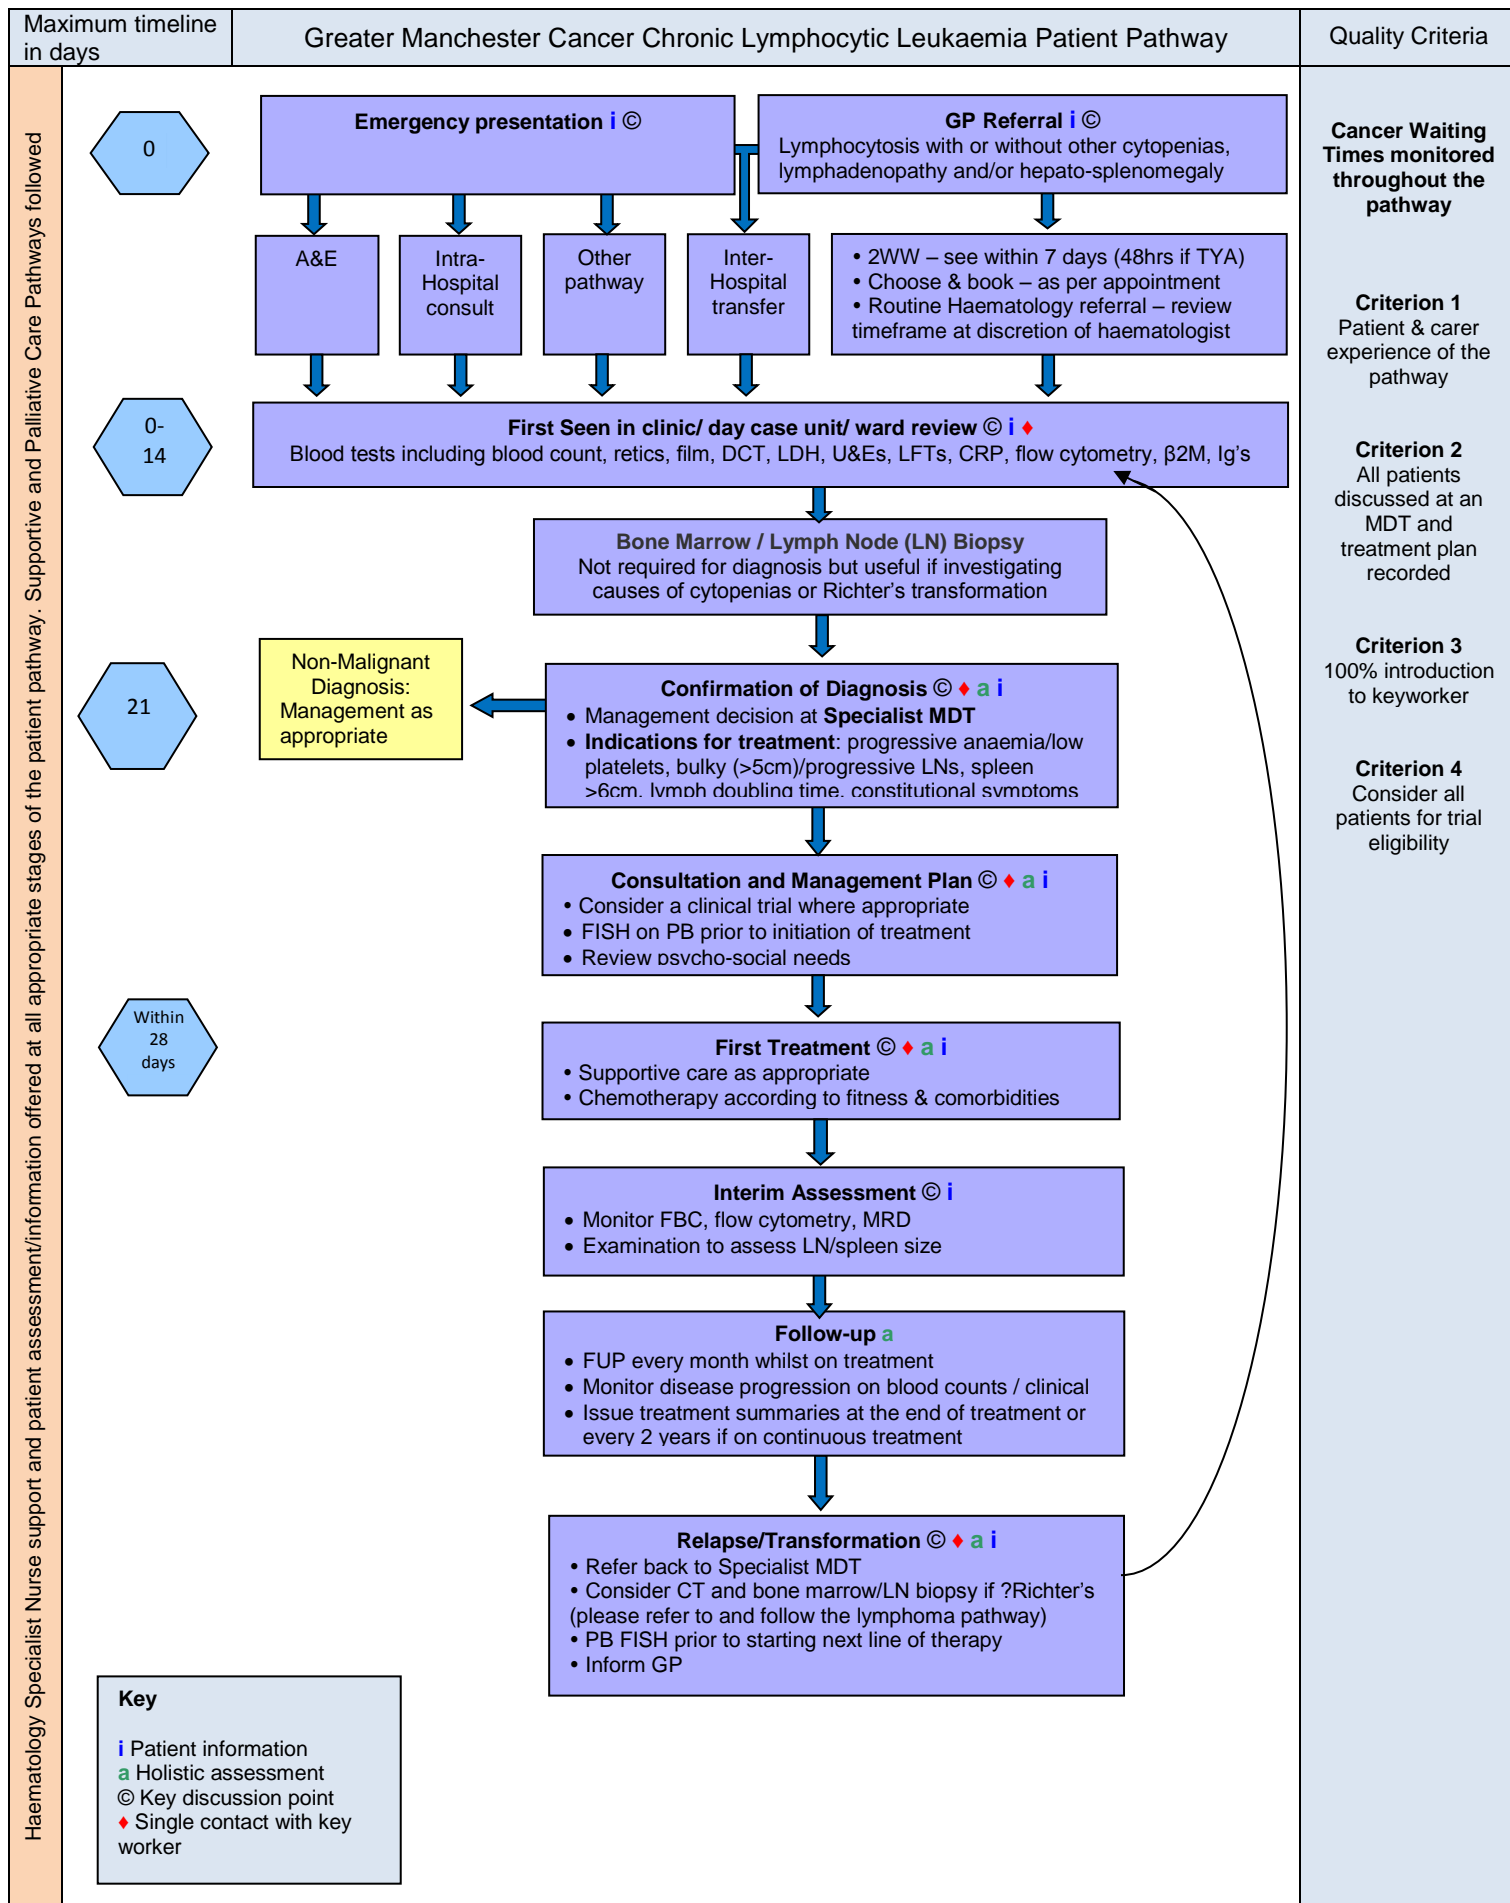 Maximum timeline
in days
Greater Manchester Cancer Chronic Lymphocytic Leukaemia Patient Pathway
Quality Criteria
Haematology Specialist Nurse support and patient assessment/information offered at all appropriate stages of the patient pathway. Supportive and Palliative Care Pathways followed
0
Emergency presentation i ©
GP Referral i ©
Lymphocytosis with or without other cytopenias,
lymphadenopathy and/or hepato-splenomegaly
A&E
Intra-
Hospital
consult
Other
pathway
Inter-
Hospital
transfer
• 2WW – see within 7 days (48hrs if TYA)
• Choose & book – as per appointment
• Routine Haematology referral – review
timeframe at discretion of haematologist
0-
14
First Seen in clinic/ day case unit/ ward review © i ♦
Blood tests including blood count, retics, film, DCT, LDH, U&Es, LFTs, CRP, flow cytometry, β2M, Ig's
Bone Marrow / Lymph Node (LN) Biopsy
Not required for diagnosis but useful if investigating
causes of cytopenias or Richter's transformation
21
Non-Malignant
Diagnosis:
Management as
appropriate
Confirmation of Diagnosis © ♦ a i
• Management decision at Specialist MDT
• Indications for treatment: progressive anaemia/low
platelets, bulky (>5cm)/progressive LNs, spleen
>6cm, lymph doubling time, constitutional symptoms
Consultation and Management Plan © ♦ a i
• Consider a clinical trial where appropriate
• FISH on PB prior to initiation of treatment
• Review psycho-social needs
Within
28
days
First Treatment © ♦ a i
• Supportive care as appropriate
• Chemotherapy according to fitness & comorbidities
Interim Assessment © i
• Monitor FBC, flow cytometry, MRD
• Examination to assess LN/spleen size
Follow-up a
• FUP every month whilst on treatment
• Monitor disease progression on blood counts / clinical
• Issue treatment summaries at the end of treatment or
every 2 years if on continuous treatment
Relapse/Transformation © ♦ a i
• Refer back to Specialist MDT
• Consider CT and bone marrow/LN biopsy if ?Richter's
(please refer to and follow the lymphoma pathway)
• PB FISH prior to starting next line of therapy
• Inform GP
Key
i Patient information
a Holistic assessment
© Key discussion point
♦ Single contact with key
worker
Cancer Waiting
Times monitored
throughout the
pathway
Criterion 1
Patient & carer
experience of the
pathway
Criterion 2
All patients
discussed at an
MDT and
treatment plan
recorded
Criterion 3
100% introduction
to keyworker
Criterion 4
Consider all
patients for trial
eligibility